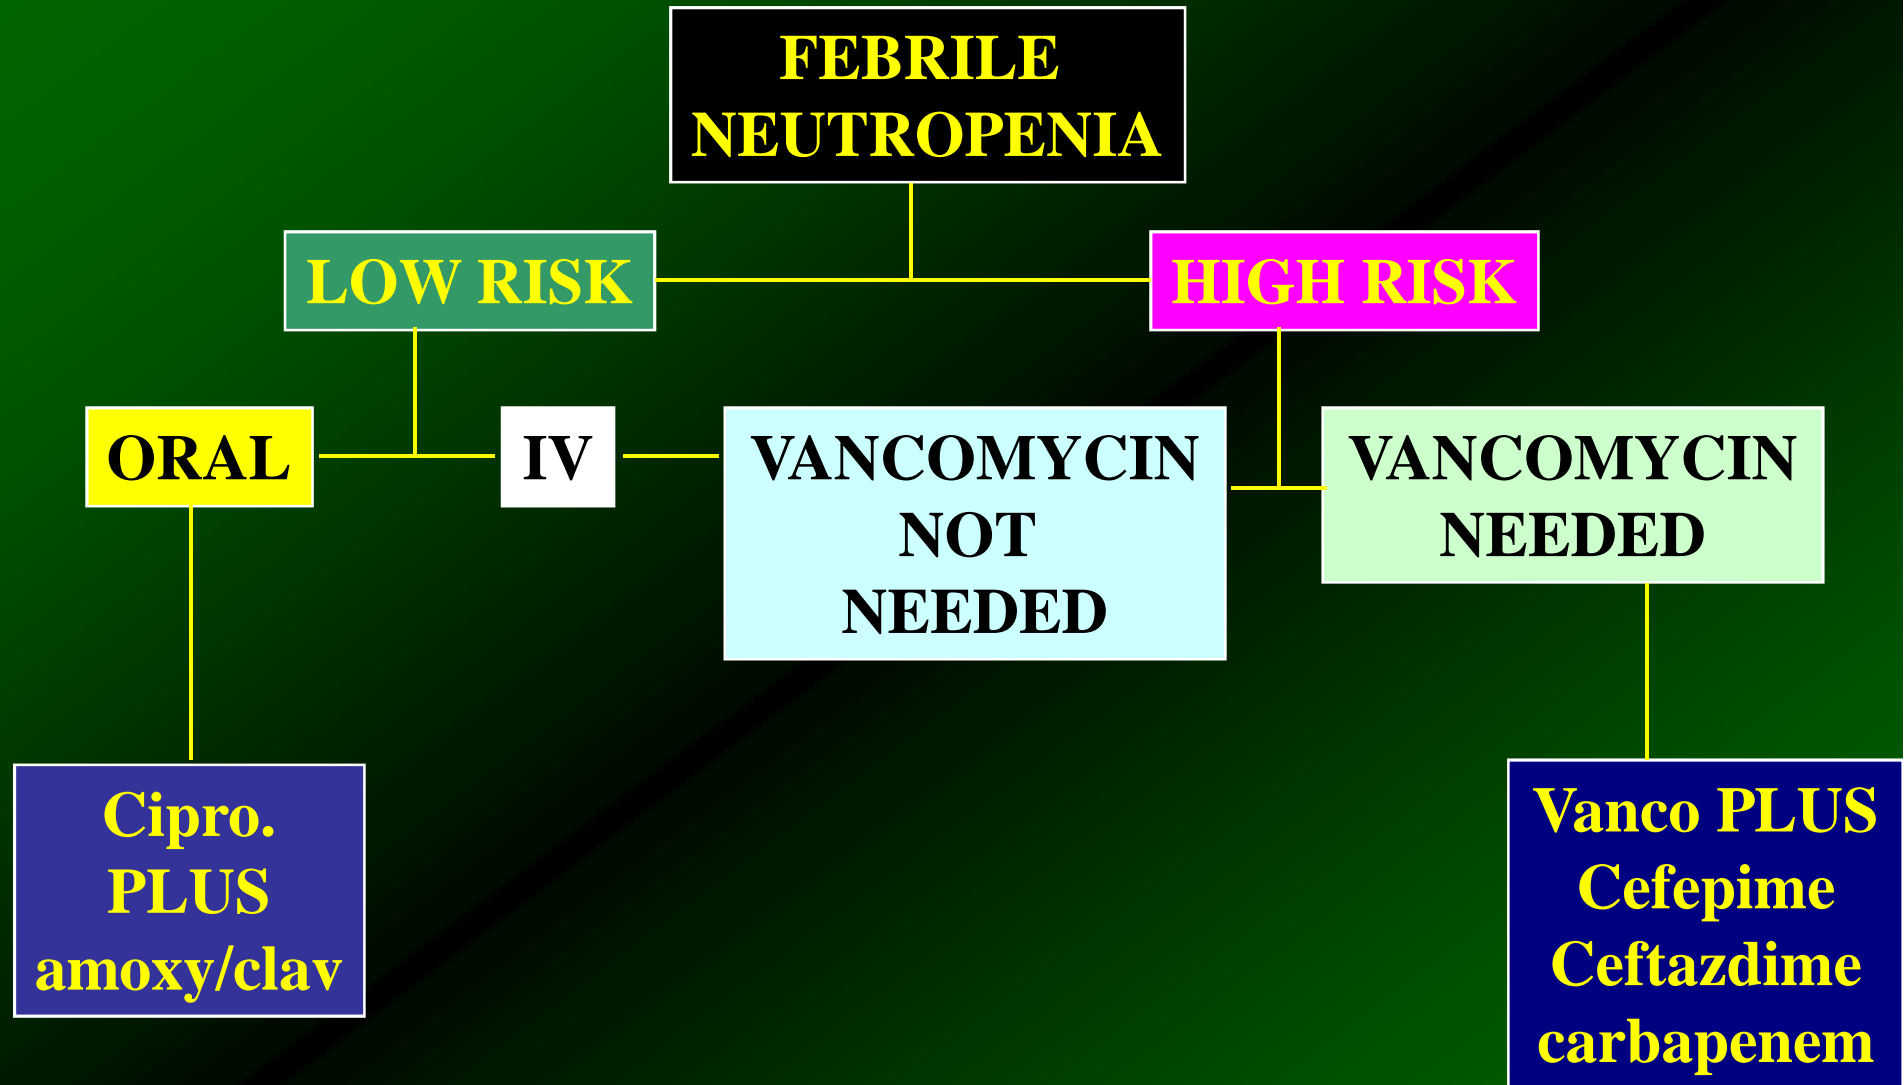 FEBRILE
NEUTROPENIA
LOW RISK
HIGH RISK
ORAL
IV
VANCOMYCIN
NOT
NEEDED
VANCOMYCIN
NEEDED
Cipro.
PLUS
amoxy/clav
Vanco PLUS
Cefepime
Ceftazdime
carbapenem